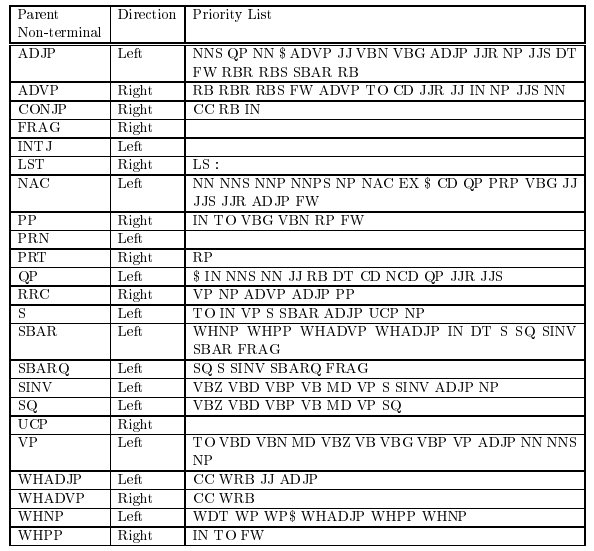 Parent Direction Priority List
Non-terminal
ADJP Left NNS QP NN $ ADVP JJ VBN VBG ADJP JJR NP JJS DT
FW RBR RBS SBAR RB
ADVP Right RB RBR RBS FW ADVP TO CD JJR JJ IN NP JJS NN
CONJP Right CC RB IN
FRAG Right
INTJ Left
LST Right LS :
NAC Left NN NNS NNP NNPS NP NAC EX $ CD QP PRP VBG JJ
JJS JJR ADJP FW
PP Right IN TO VBG VBN RP FW
PRN Left
PRT Right RP
QP Left $ IN NNS NN JJ RB DT CD NCD QP JJR JJS
RRC Right VP NP ADVP ADJP PP
S Left TO IN VP S SBAR ADJP UCP NP
SBAR Left WHNP WHPP WHADVP WHADJP IN DT S SQ SINV
SBAR FRAG
SBARQ Left SQ S SINV SBARQ FRAG
SINV Left VBZ VBD VBP VB MD VP S SINV ADJP NP
SQ Left VBZ VBD VBP VB MD VP SQ
UCP Right
VP Left TO VBD VBN MD VBZ VB VBG VBP VP ADJP NN NNS
NP
WHADJP Left CC WRB JJ ADJP
WHADVP Right CC WRB
WHNP Left WDT WP WP$ WHADJP WHPP WHNP
WHPP Right IN TO FW